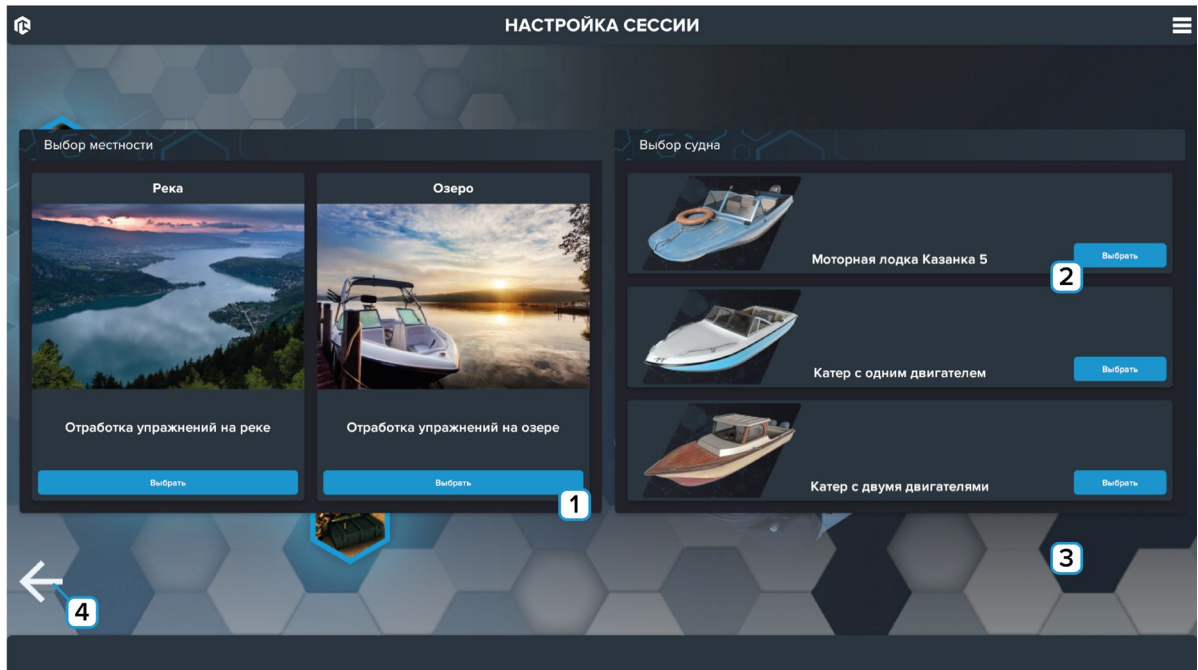 НАСТРОЙКА СЕССИИ
Выбор местности
Река
Отработка упражнений на реке
Выбрать
Озеро
Отработка упражнений на озере
Выбрать
1
Выбор судна
Моторная лодка Казанка 5
Выбрать
2
Катер с одним двигателем
Выбрать
Катер с двумя двигателями
Выбрать
3
4